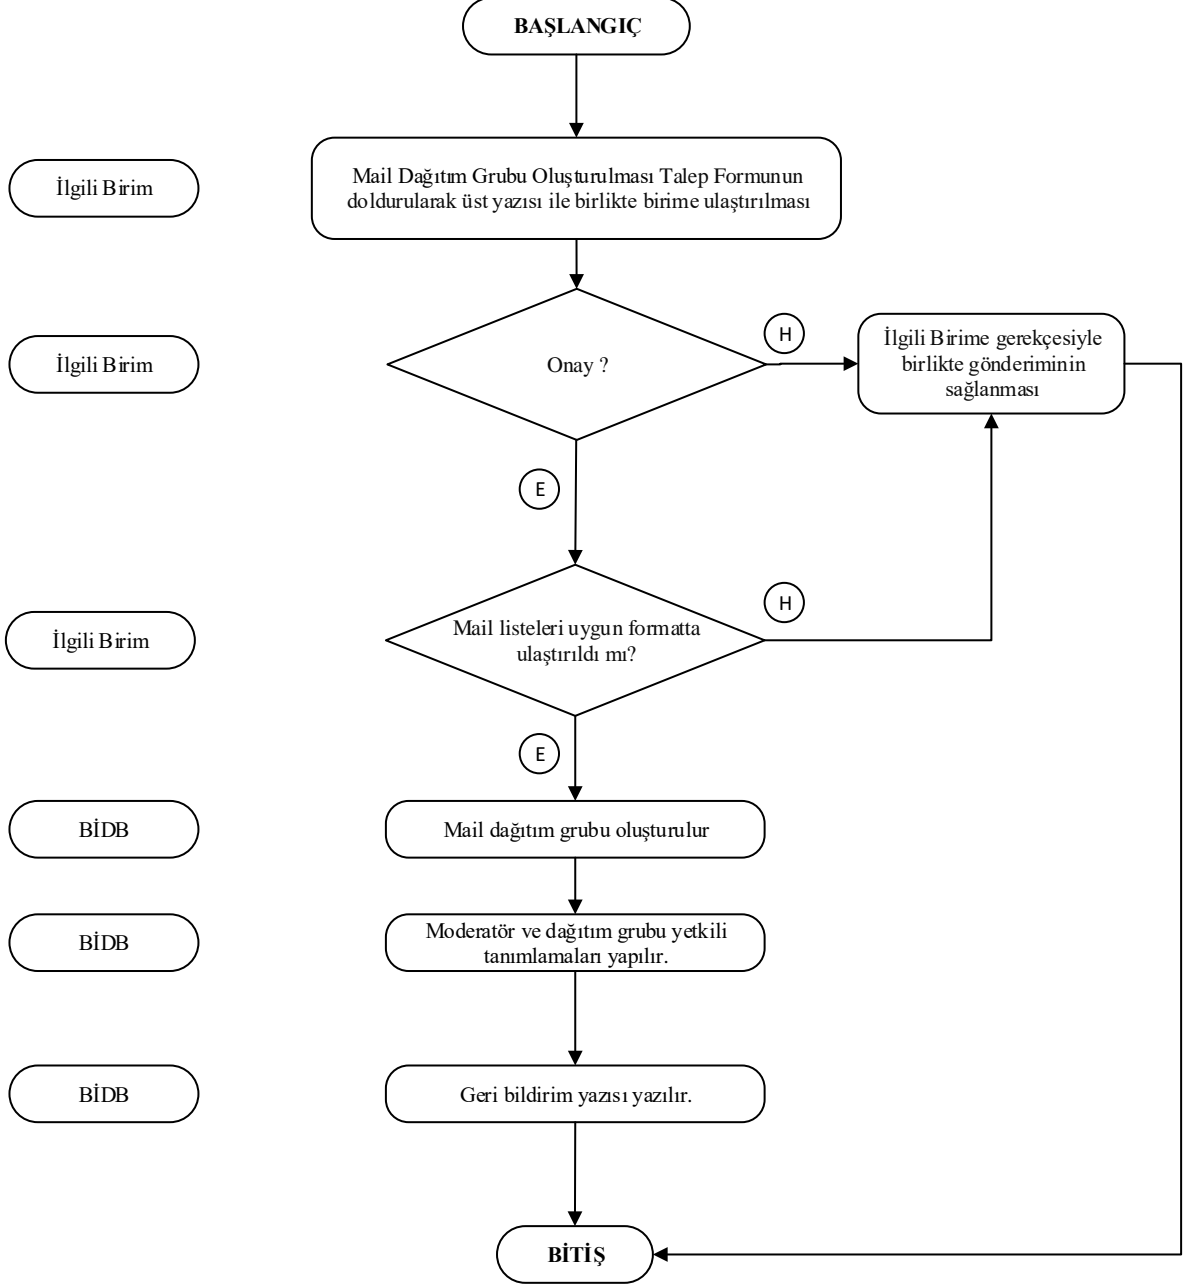 BAŞLANGIÇ
İlgili Birim
Mail Dağıtım Grubu Oluşturulması Talep Formunun
doldurularak üst yazısı ile birlikte birime ulaştırılması
İlgili Birim
Onay ?
H
İlgili Birime gerekçesiyle
birlikte gönderiminin
sağlanması
E
İlgili Birim
Mail listeleri uygun formatta
ulaştırıldı mı?
H
E
BİDB
Mail dağıtım grubu oluşturulur
BİDB
Moderatör ve dağıtım grubu yetkili
tanımlamaları yapılır.
BİDB
Geri bildirim yazısı yazılır.
BİTİŞ